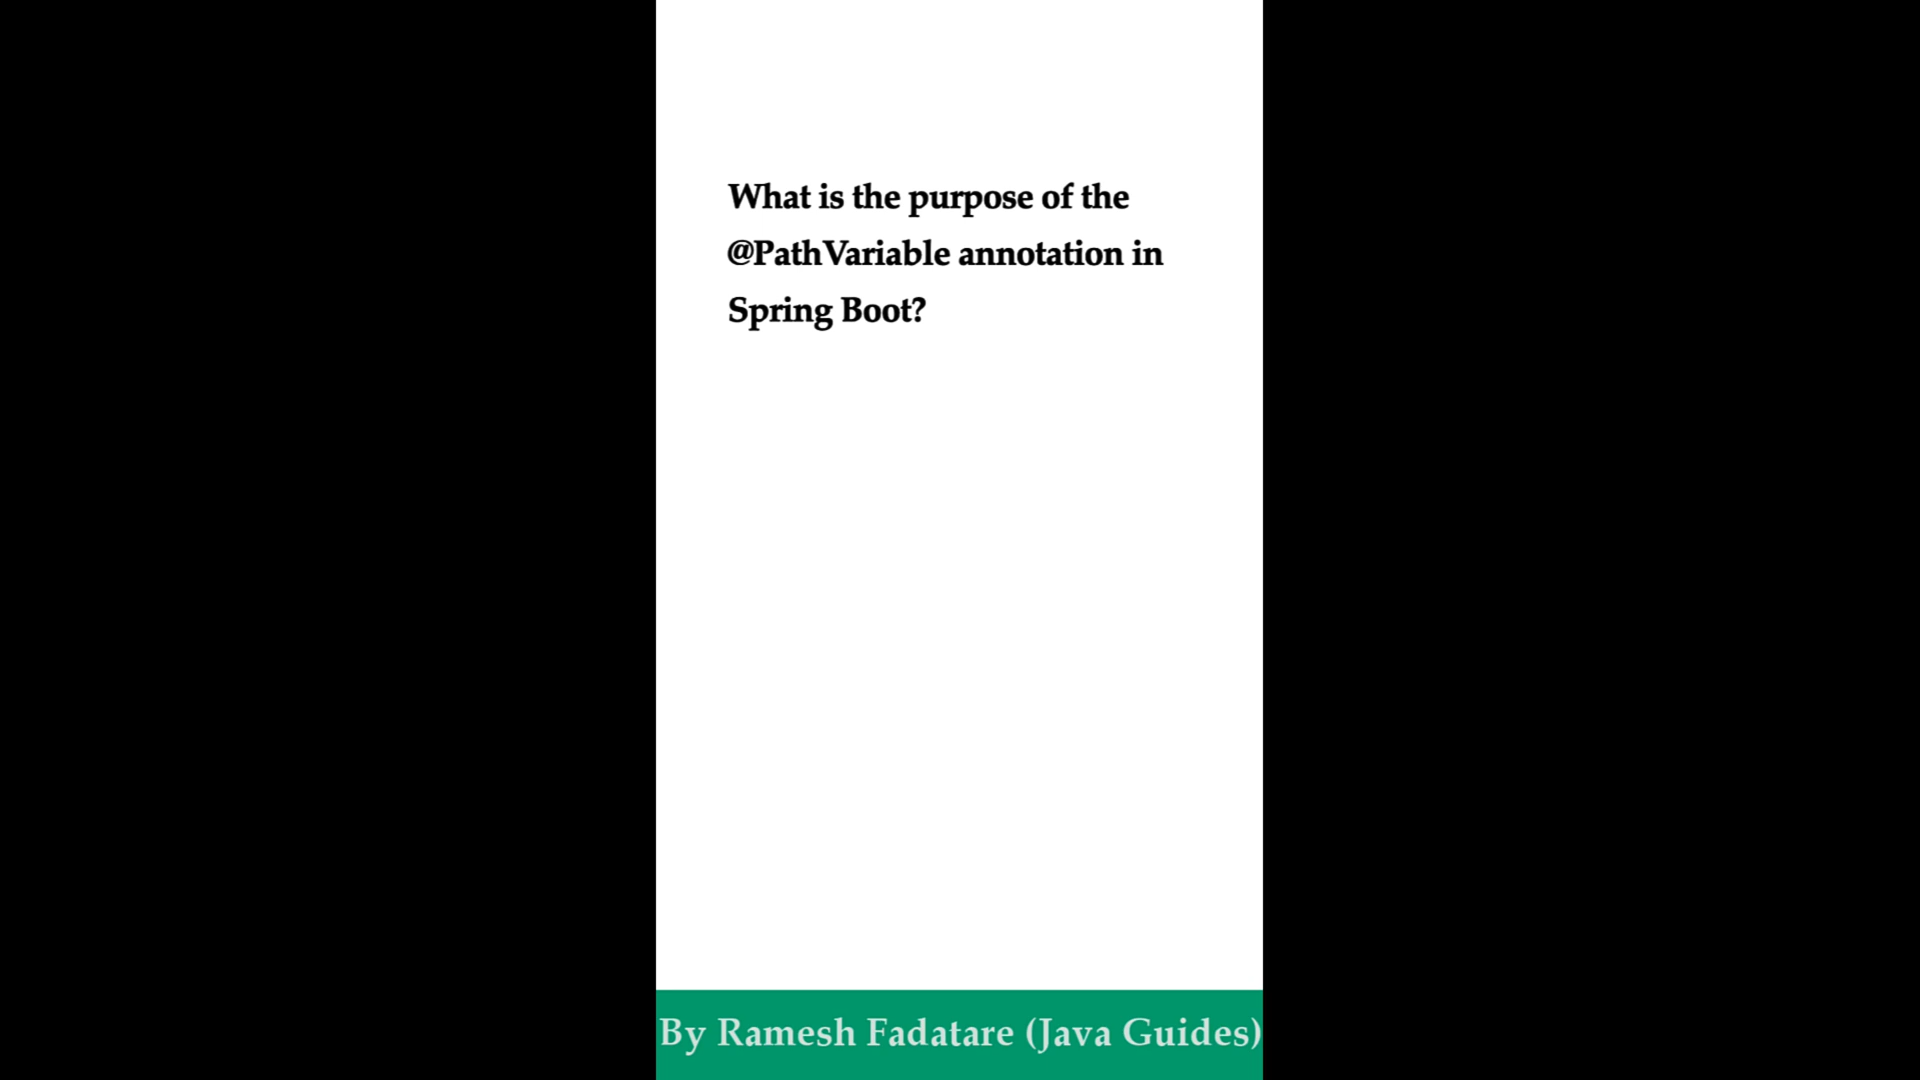 What is the purpose of the
@PathVariable annotation in
Spring Boot?
By Ramesh Fadatare (Java Guides)